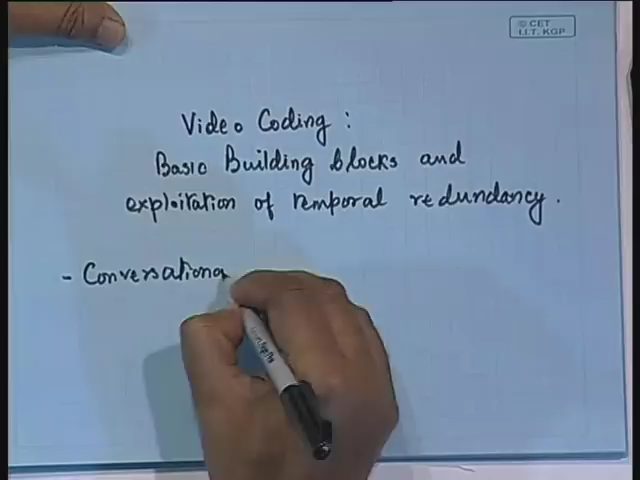 © CET
I.I.T. KGP
Video Coding :
Basic Building blocks and
exploitation of temporal redundancy.
- Conversationa